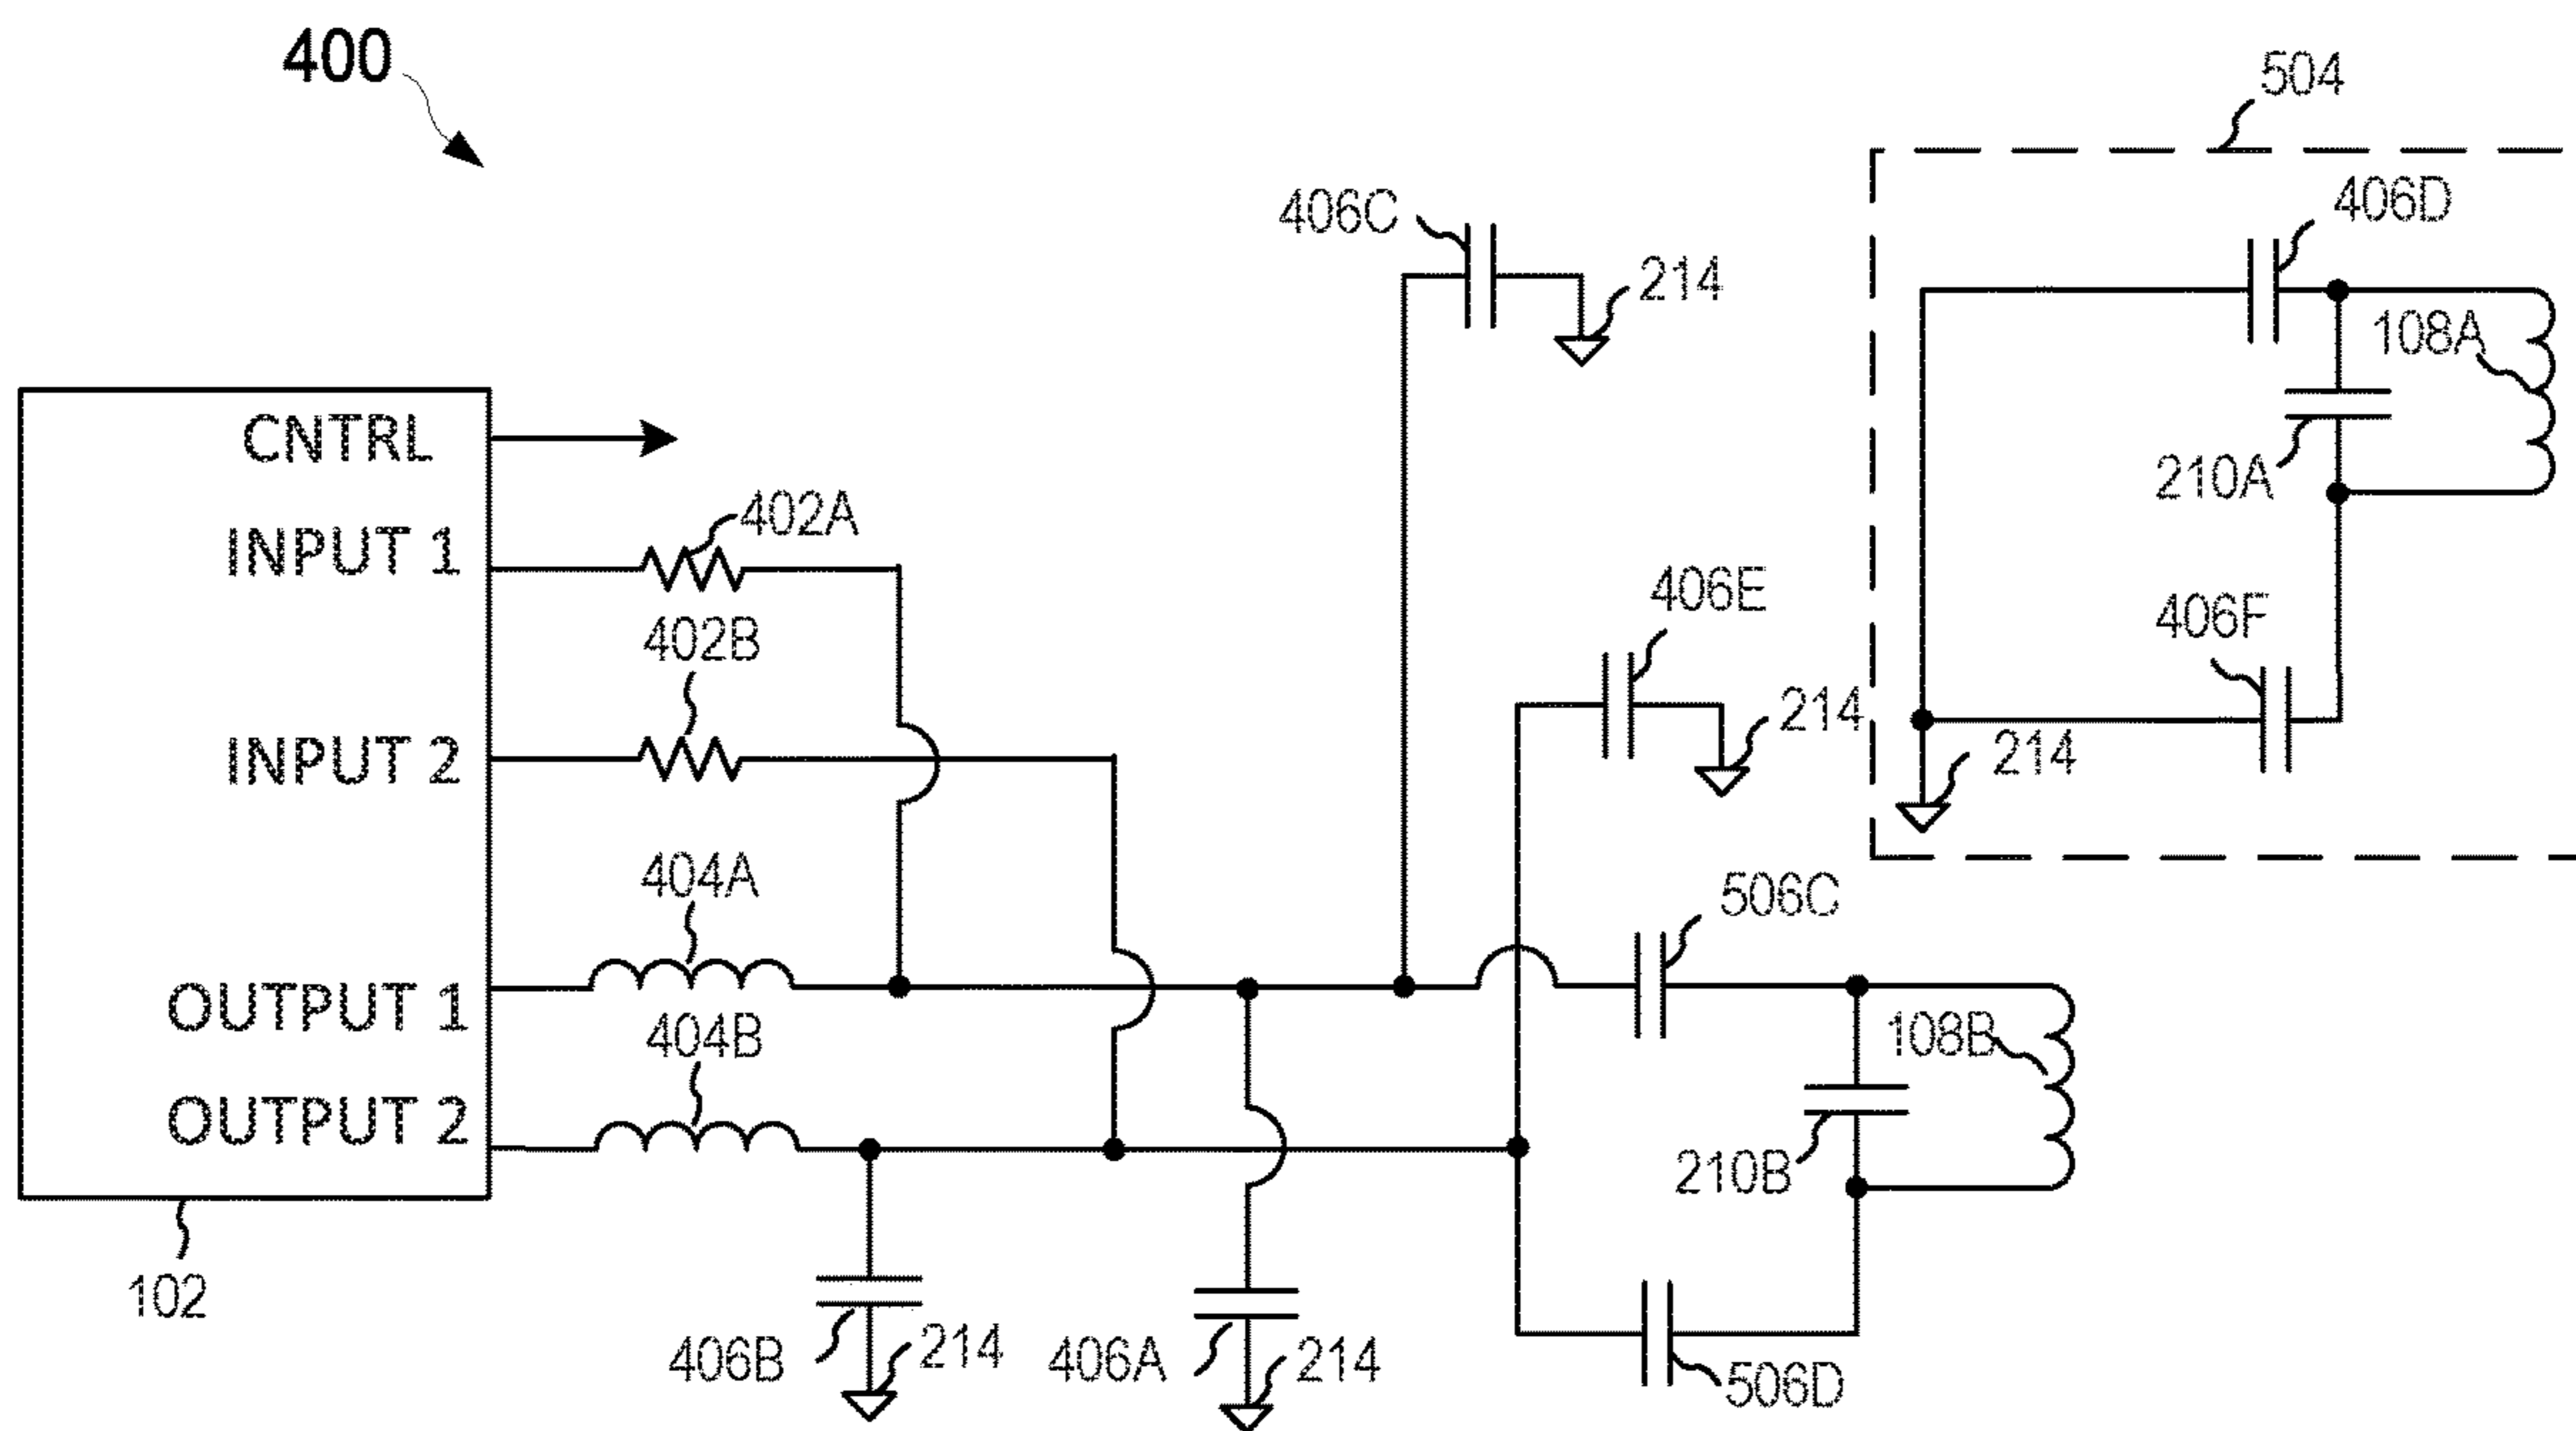 400
504
406D
406C
214
108A
CNTRL
210A
402A
INPUT 1
406E
406F
402B
214
INPUT 2
214
404A
506C
OUTPUT 1
404B
108B
OUTPUT 2
210B
102
406B
214
406A
214
506D